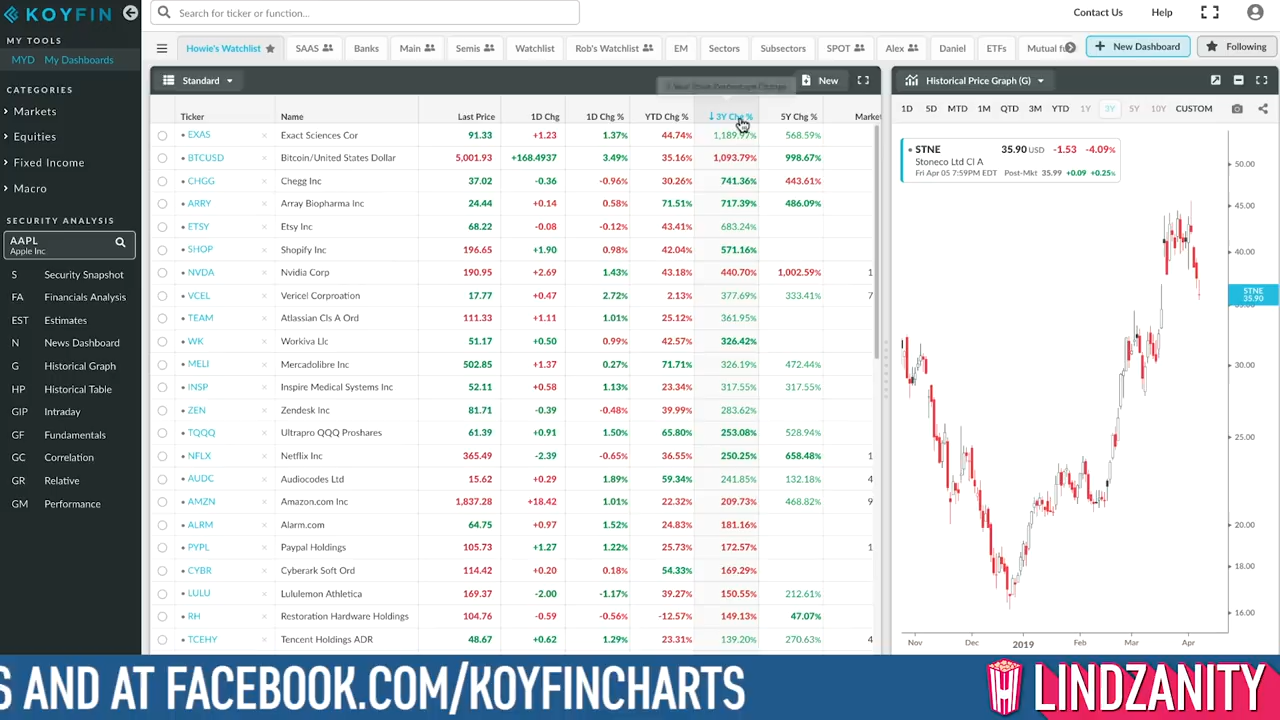 KOYFIN
Search for ticker or function...
Contact Us
Help
MY TOOLS
MYD My Dashboards
CATEGORIES
Markets
Equities
Fixed Income
Macro
SECURITY ANALYSIS
AAPL
Apple Inc
S Security Snapshot
FA Financials Analysis
EST Estimates
N News Dashboard
G Historical Graph
HP Historical Table
GIP Intraday
GF Fundamentals
GC Correlation
GR Relative
GM Performance
Howie's Watchlist SAAS Banks Main Semis Watchlist Rob's Watchlist EM Sectors Subsectors SPOT Alex Daniel ETFs Mutual fu New Dashboard Following
Standard New
Ticker Name Last Price 1D Chg 1D Chg % YTD Chg % 3Y Chg % 5Y Chg % Market
EXAS Exact Sciences Cor 91.33 +1.23 1.37% 44.74% 1,189.97% 568.59%
BTCUSD Bitcoin/United States Dollar 5,001.93 +168.4937 3.49% 35.16% 1,093.79% 998.67%
CHGG Chegg Inc 37.02 -0.36 -0.96% 30.26% 741.36% 443.61%
ARRY Array Biopharma Inc 24.44 +0.14 0.58% 71.51% 717.39% 486.09%
ETSY Etsy Inc 68.22 -0.08 -0.12% 43.41% 683.24%
SHOP Shopify Inc 196.65 +1.90 0.98% 42.04% 571.16%
NVDA Nvidia Corp 190.95 +2.69 1.43% 43.18% 440.70% 1,002.59% 1
VCEL Vericel Corproation 17.77 +0.47 2.72% 2.13% 377.69% 333.41% 7
TEAM Atlassian Cls A Ord 111.33 +1.11 1.01% 25.12% 361.95%
WK Workiva Llc 51.17 +0.50 0.99% 42.57% 326.42%
MELI Mercadolibre Inc 502.85 +1.37 0.27% 71.71% 326.19% 472.44%
INSP Inspire Medical Systems Inc 52.11 +0.58 1.13% 23.34% 317.55% 317.55%
ZEN Zendesk Inc 81.71 -0.39 -0.48% 39.99% 283.62%
TQQQ Ultrapro QQQ Proshares 61.39 +0.91 1.50% 65.80% 253.08% 528.94%
NFLX Netflix Inc 365.49 -2.39 -0.65% 36.55% 250.25% 658.48% 1
AUDC Audiocodes Ltd 15.62 +0.29 1.89% 59.34% 241.85% 132.18% 4
AMZN Amazon.com Inc 1,837.28 +18.42 1.01% 22.32% 209.73% 468.82% 9
ALRM Alarm.com 64.75 +0.97 1.52% 24.83% 181.16%
PYPL Paypal Holdings 105.73 +1.27 1.22% 25.73% 172.57% 1
CYBR Cyberark Soft Ord 114.42 +0.20 0.18% 54.33% 169.29%
LULU Lululemon Athletica 169.37 -2.00 -1.17% 39.27% 150.55% 212.61%
RH Restoration Hardware Holdings 104.76 -0.59 -0.56% -12.57% 149.13% 47.07%
TCEHY Tencent Holdings ADR 48.67 +0.62 1.29% 23.31% 139.20% 270.63% 4
Historical Price Graph (G)
1D 5D MTD 1M QTD 3M YTD 1Y 3Y 5Y 10Y CUSTOM
STNE 35.90 USD -1.53 -4.09%
Stoneco Ltd Cl A
Fri Apr 05 7:59PM EDT Post-Mkt 35.99 +0.09 +0.25%
50.00
45.00
40.00
STNE
35.90
30.00
25.00
20.00
18.00
16.00
Nov Dec 2019 Feb Mar Apr
S AND AT FACEBOOK.COM/KOYFINCHARTS
LINDZANITY